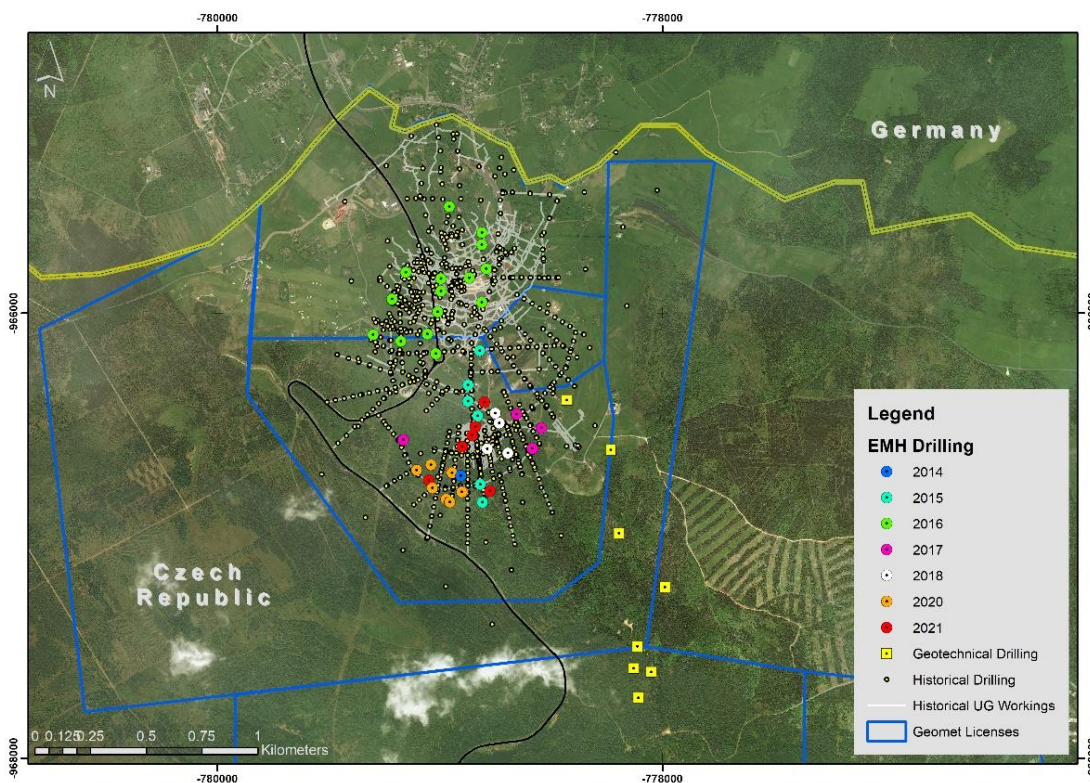 -780000
-778000
N
Germany
-966000
Czech
Republic
Legend
EMH Drilling
2014
2015
2016
2017
2018
2020
2021
Geotechnical Drilling
Historical Drilling
Historical UG Workings
Geomet Licenses
0 0.125 0.25 0.5 0.75 1
Kilometers
-968000
-780000
-778000